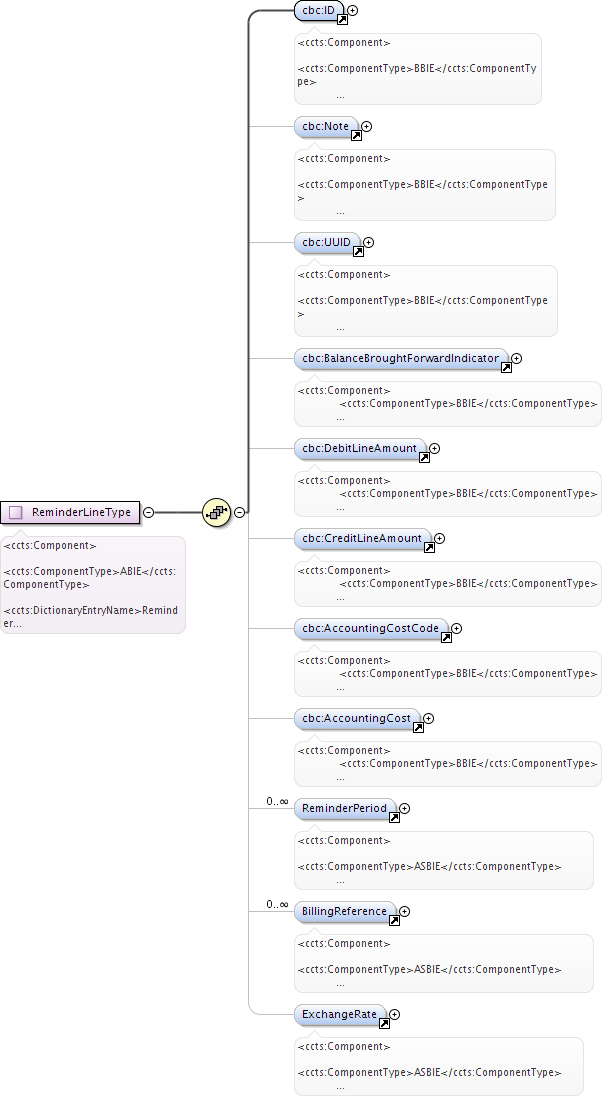 cbc:ID
<ccts:Component>
<ccts:ComponentType>BBIE</ccts:ComponentTy
pe>
...
cbc:Note
<ccts:Component>
<ccts:ComponentType>BBIE</ccts:ComponentType
>
...
cbc:UUID
<ccts:Component>
<ccts:ComponentType>BBIE</ccts:ComponentType
>
...
cbc:BalanceBroughtForwardIndicator
<ccts:Component>
<ccts:ComponentType>BBIE</ccts:ComponentType>
...
cbc:DebitLineAmount
<ccts:Component>
<ccts:ComponentType>BBIE</ccts:ComponentType>
...
ReminderLineType
<ccts:Component>
<ccts:ComponentType>ABIE</ccts:
ComponentType>
<ccts:DictionaryEntryName>Remind
er...
cbc:CreditLineAmount
<ccts:Component>
<ccts:ComponentType>BBIE</ccts:ComponentType>
...
cbc:AccountingCostCode
<ccts:Component>
<ccts:ComponentType>BBIE</ccts:ComponentType>
...
cbc:AccountingCost
<ccts:Component>
<ccts:ComponentType>BBIE</ccts:ComponentType>
...
0..∞
ReminderPeriod
<ccts:Component>
<ccts:ComponentType>ASBIE</ccts:ComponentType>
...
0..∞
BillingReference
<ccts:Component>
<ccts:ComponentType>ASBIE</ccts:ComponentType>
...
ExchangeRate
<ccts:Component>
<ccts:ComponentType>ASBIE</ccts:ComponentType>
...